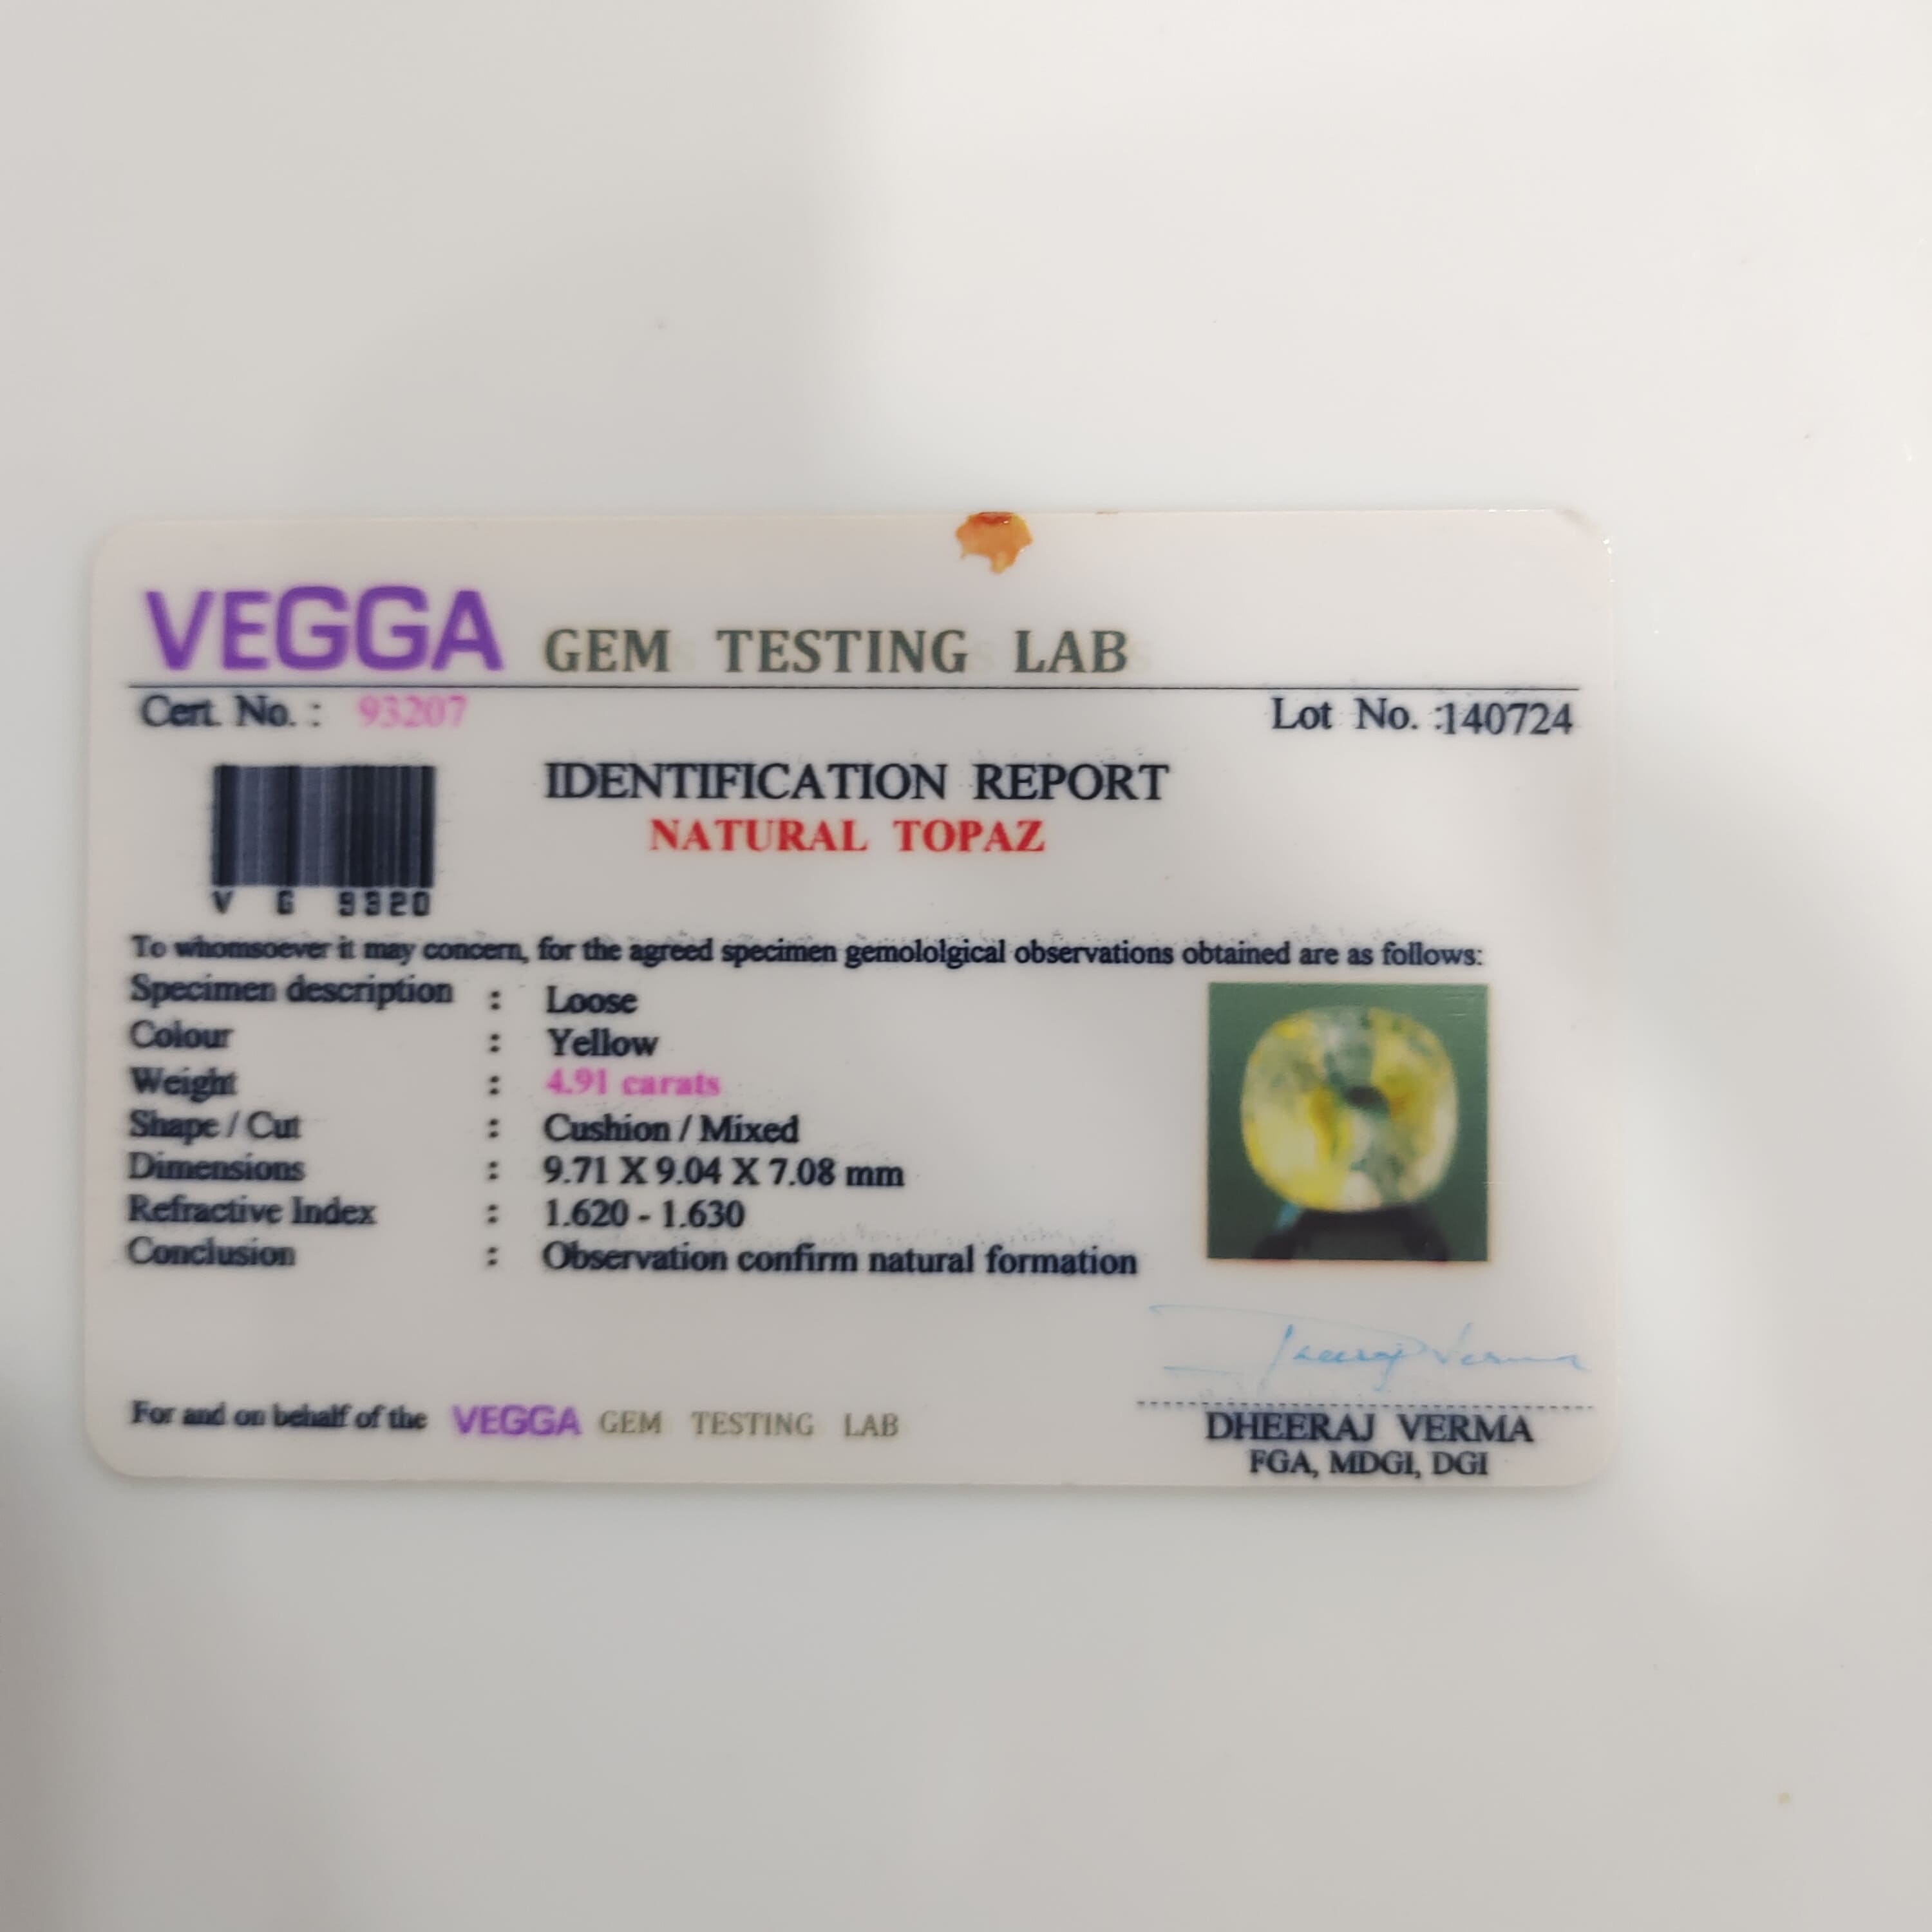 VEGGA GEM TESTING LAB
Cert. No. : 93207
Lot No. :140724
IDENTIFICATION REPORT
NATURAL TOPAZ
V G 9320
To whomsoever it may concern, for the agreed specimen gemololgical observations obtained are as follows:
Specimen description : Loose
Colour : Yellow
Weight : 4.91 carats
Shape / Cut : Cushion / Mixed
Dimensions : 9.71 X 9.04 X 7.08 mm
Refractive Index : 1.620 - 1.630
Conclusion : Observation confirm natural formation
Dheeraj Verma
For and on behalf of the VEGGA GEM TESTING LAB
DHEERAJ VERMA
FGA, MDGI, DGI